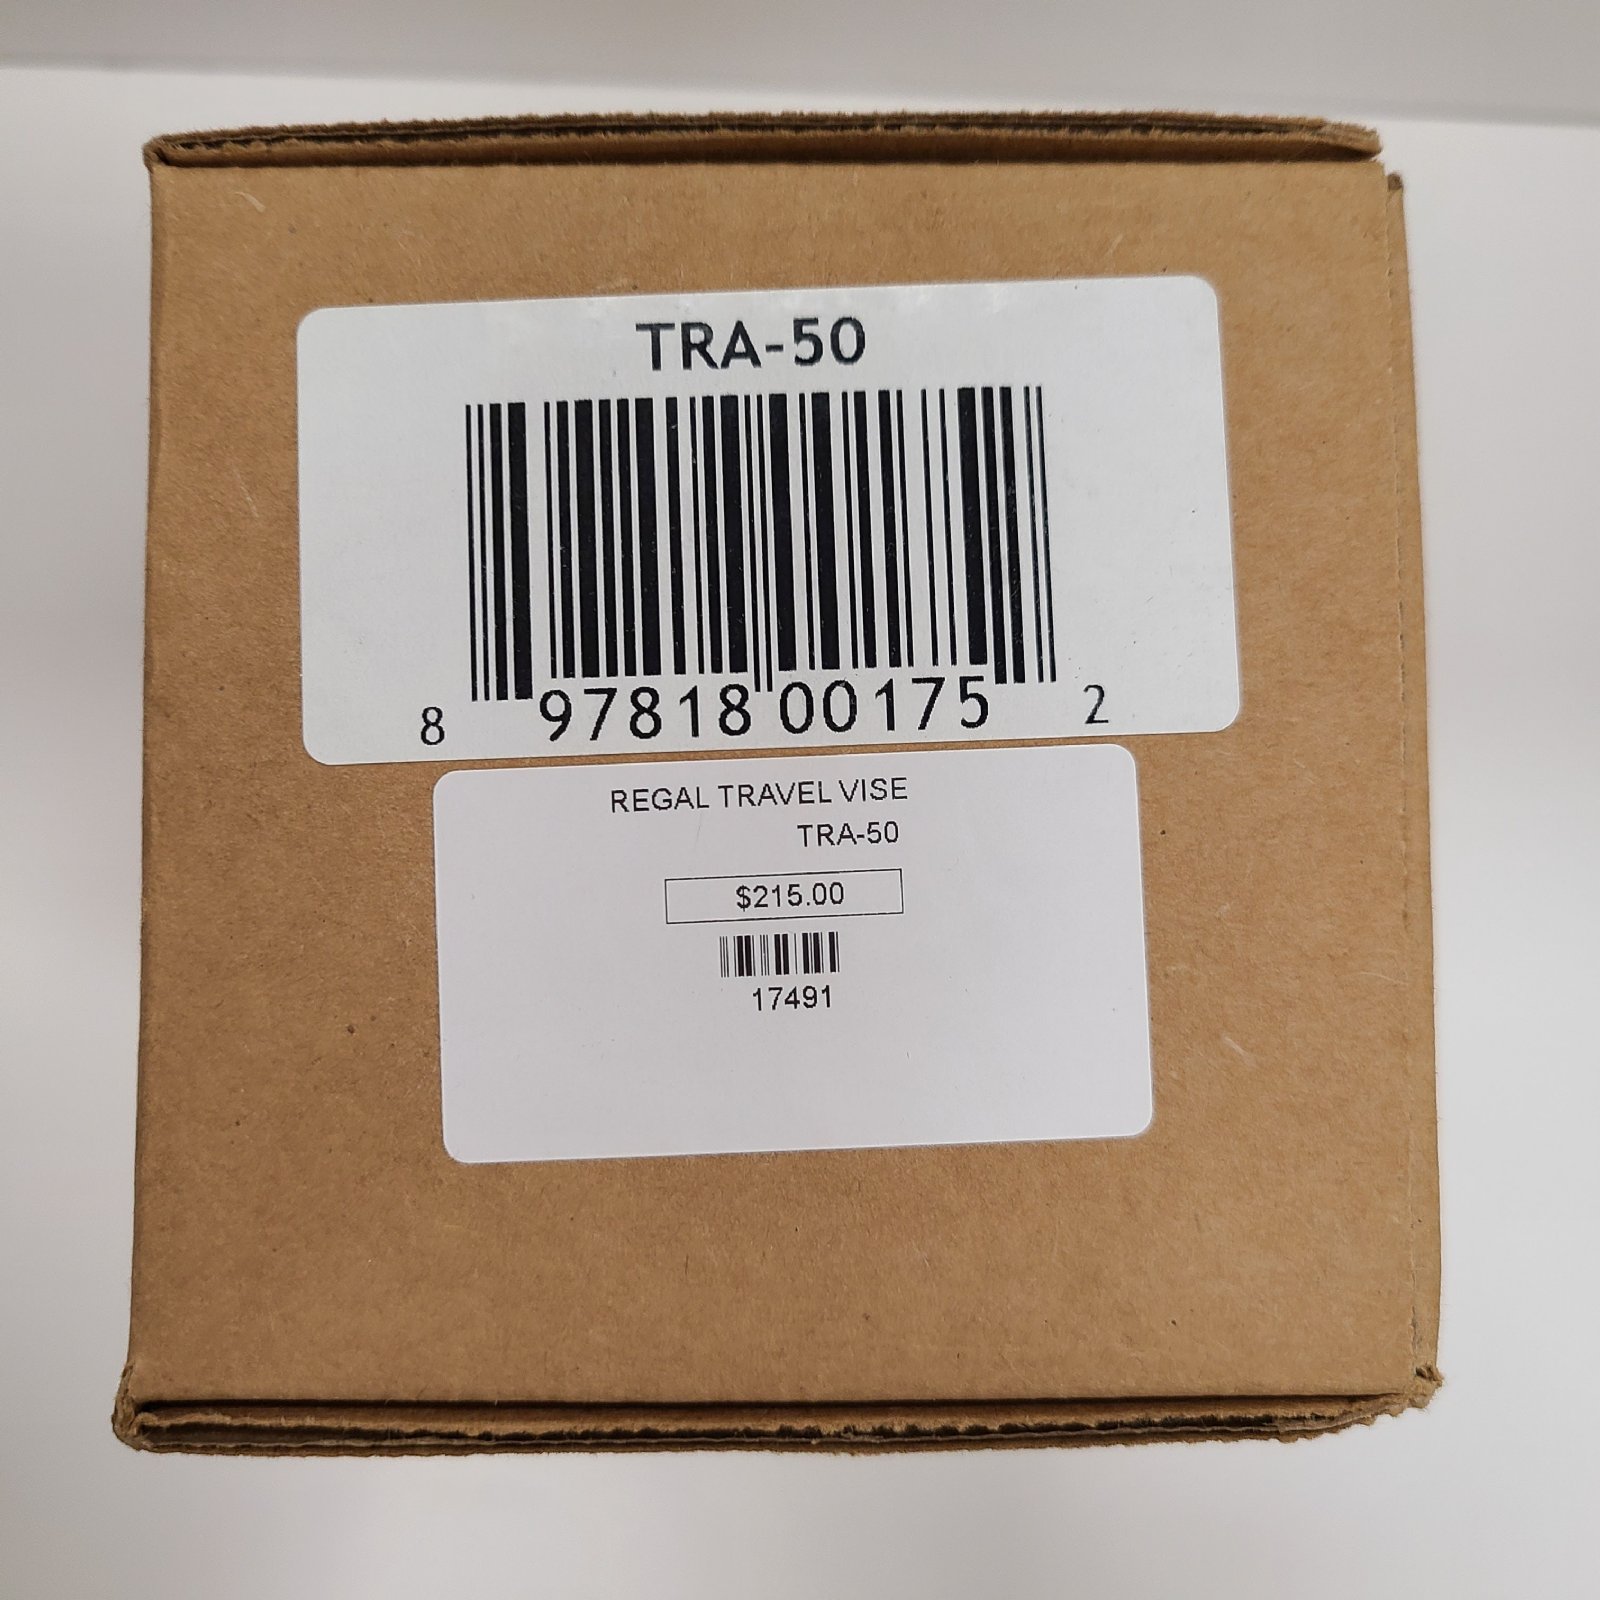 TRA-50
8 97818 00175 2
REGAL TRAVEL VISE
TRA-50
$215.00
17491